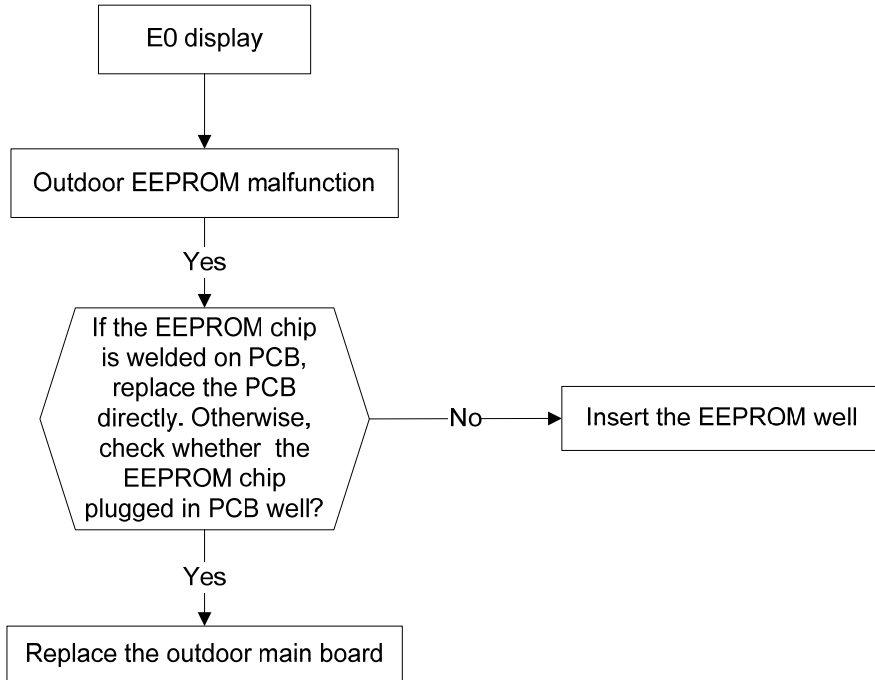 E0 display
Outdoor EEPROM malfunction
Yes
If the EEPROM chip
is welded on PCB,
replace the PCB
directly. Otherwise,
check whether the
EEPROM chip
plugged in PCB well?
No
Insert the EEPROM well
Yes
Replace the outdoor main board